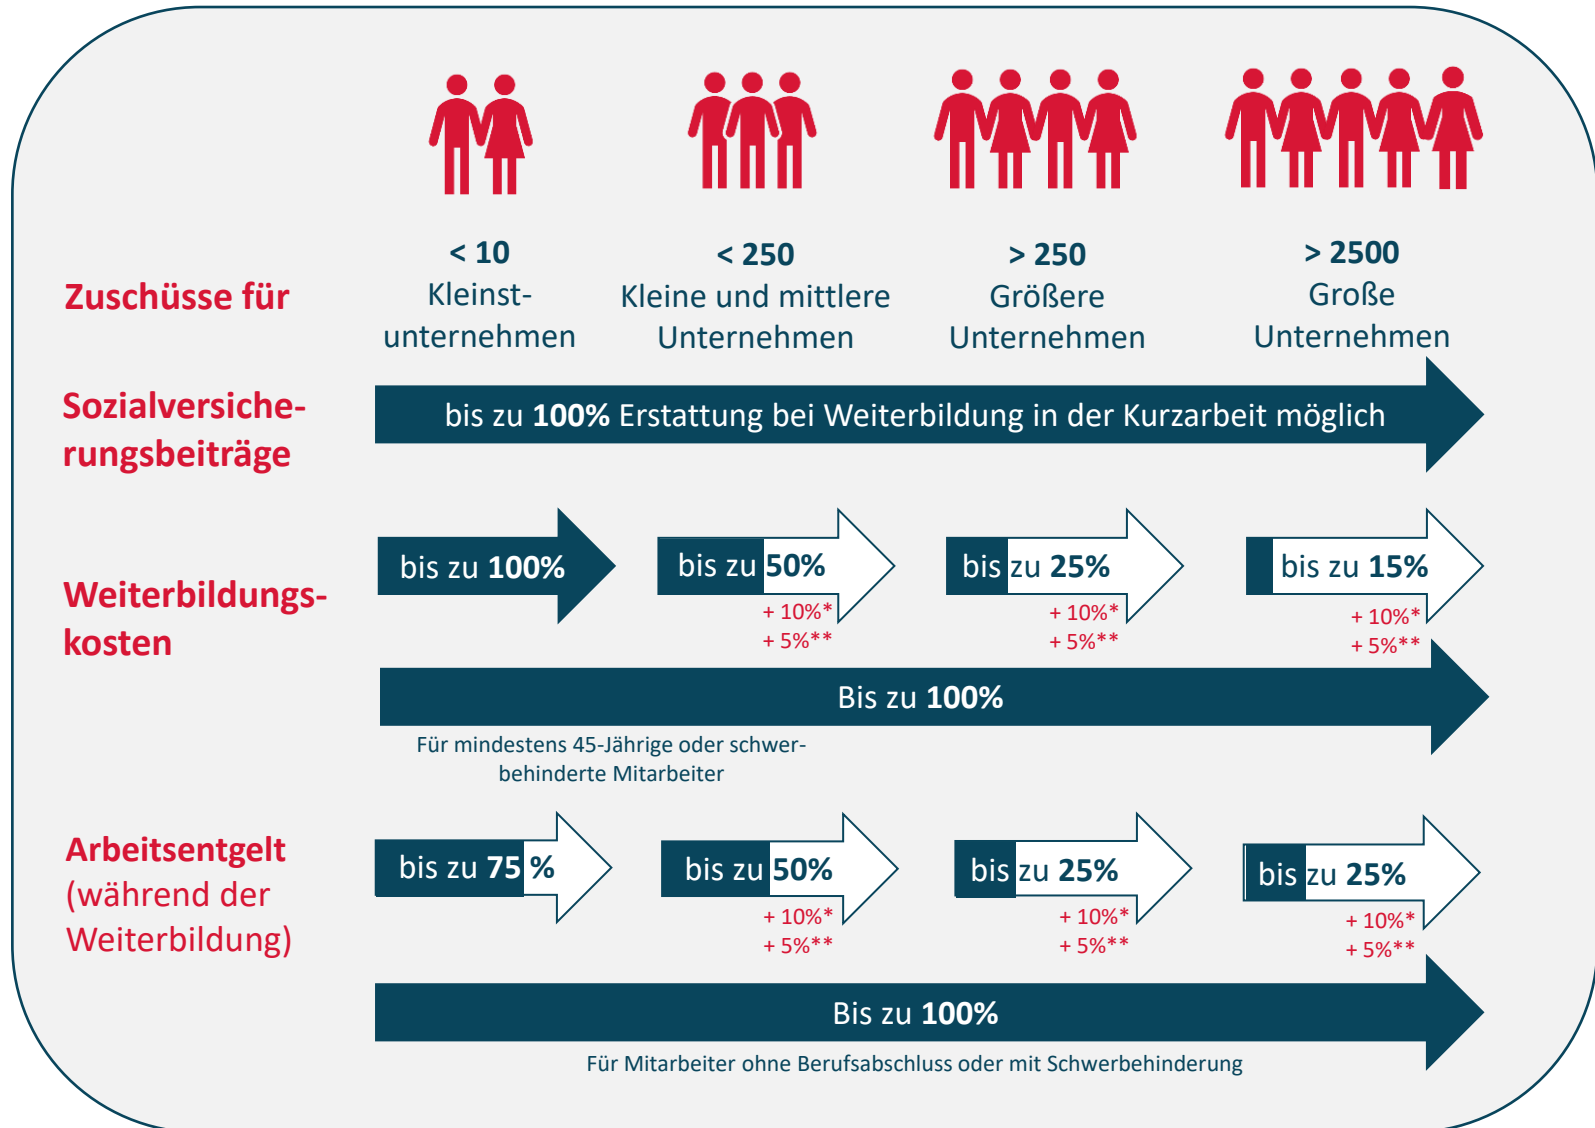 Zuschüsse für
< 10
Kleinst-
unternehmen
< 250
Kleine und mittlere
Unternehmen
> 250
Größere
Unternehmen
> 2500
Große
Unternehmen
Sozialversiche-
rungsbeiträge
bis zu 100% Erstattung bei Weiterbildung in der Kurzarbeit möglich
Weiterbildungs-
kosten
bis zu 100%
bis zu 50%
+ 10%*
+ 5%**
bis zu 25%
+ 10%*
+ 5%**
bis zu 15%
+ 10%*
+ 5%**
Bis zu 100%
Für mindestens 45-Jährige oder schwer-
behinderte Mitarbeiter
Arbeitsentgelt
(während der
Weiterbildung)
bis zu 75 %
bis zu 50%
+ 10%*
+ 5%**
bis zu 25%
+ 10%*
+ 5%**
bis zu 25%
+ 10%*
+ 5%**
Bis zu 100%
Für Mitarbeiter ohne Berufsabschluss oder mit Schwerbehinderung